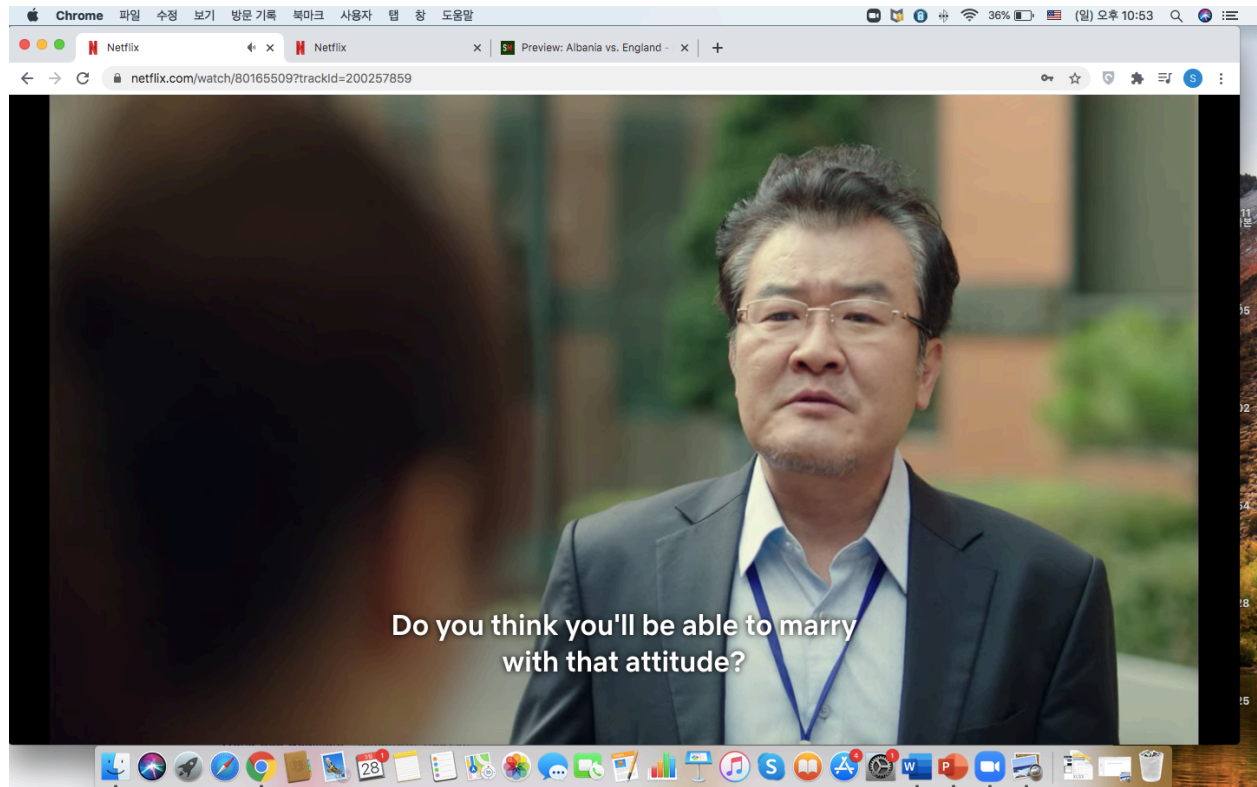 Chrome 파일 수정 보기 방문 기록 북마크 사용자 탭 창 도움말 36% (일) 오후 10:53
Netflix Netflix Preview: Albania vs. England -
netflix.com/watch/80165509?trackId=200257859 S
Do you think you'll be able to marry
with that attitude?
28